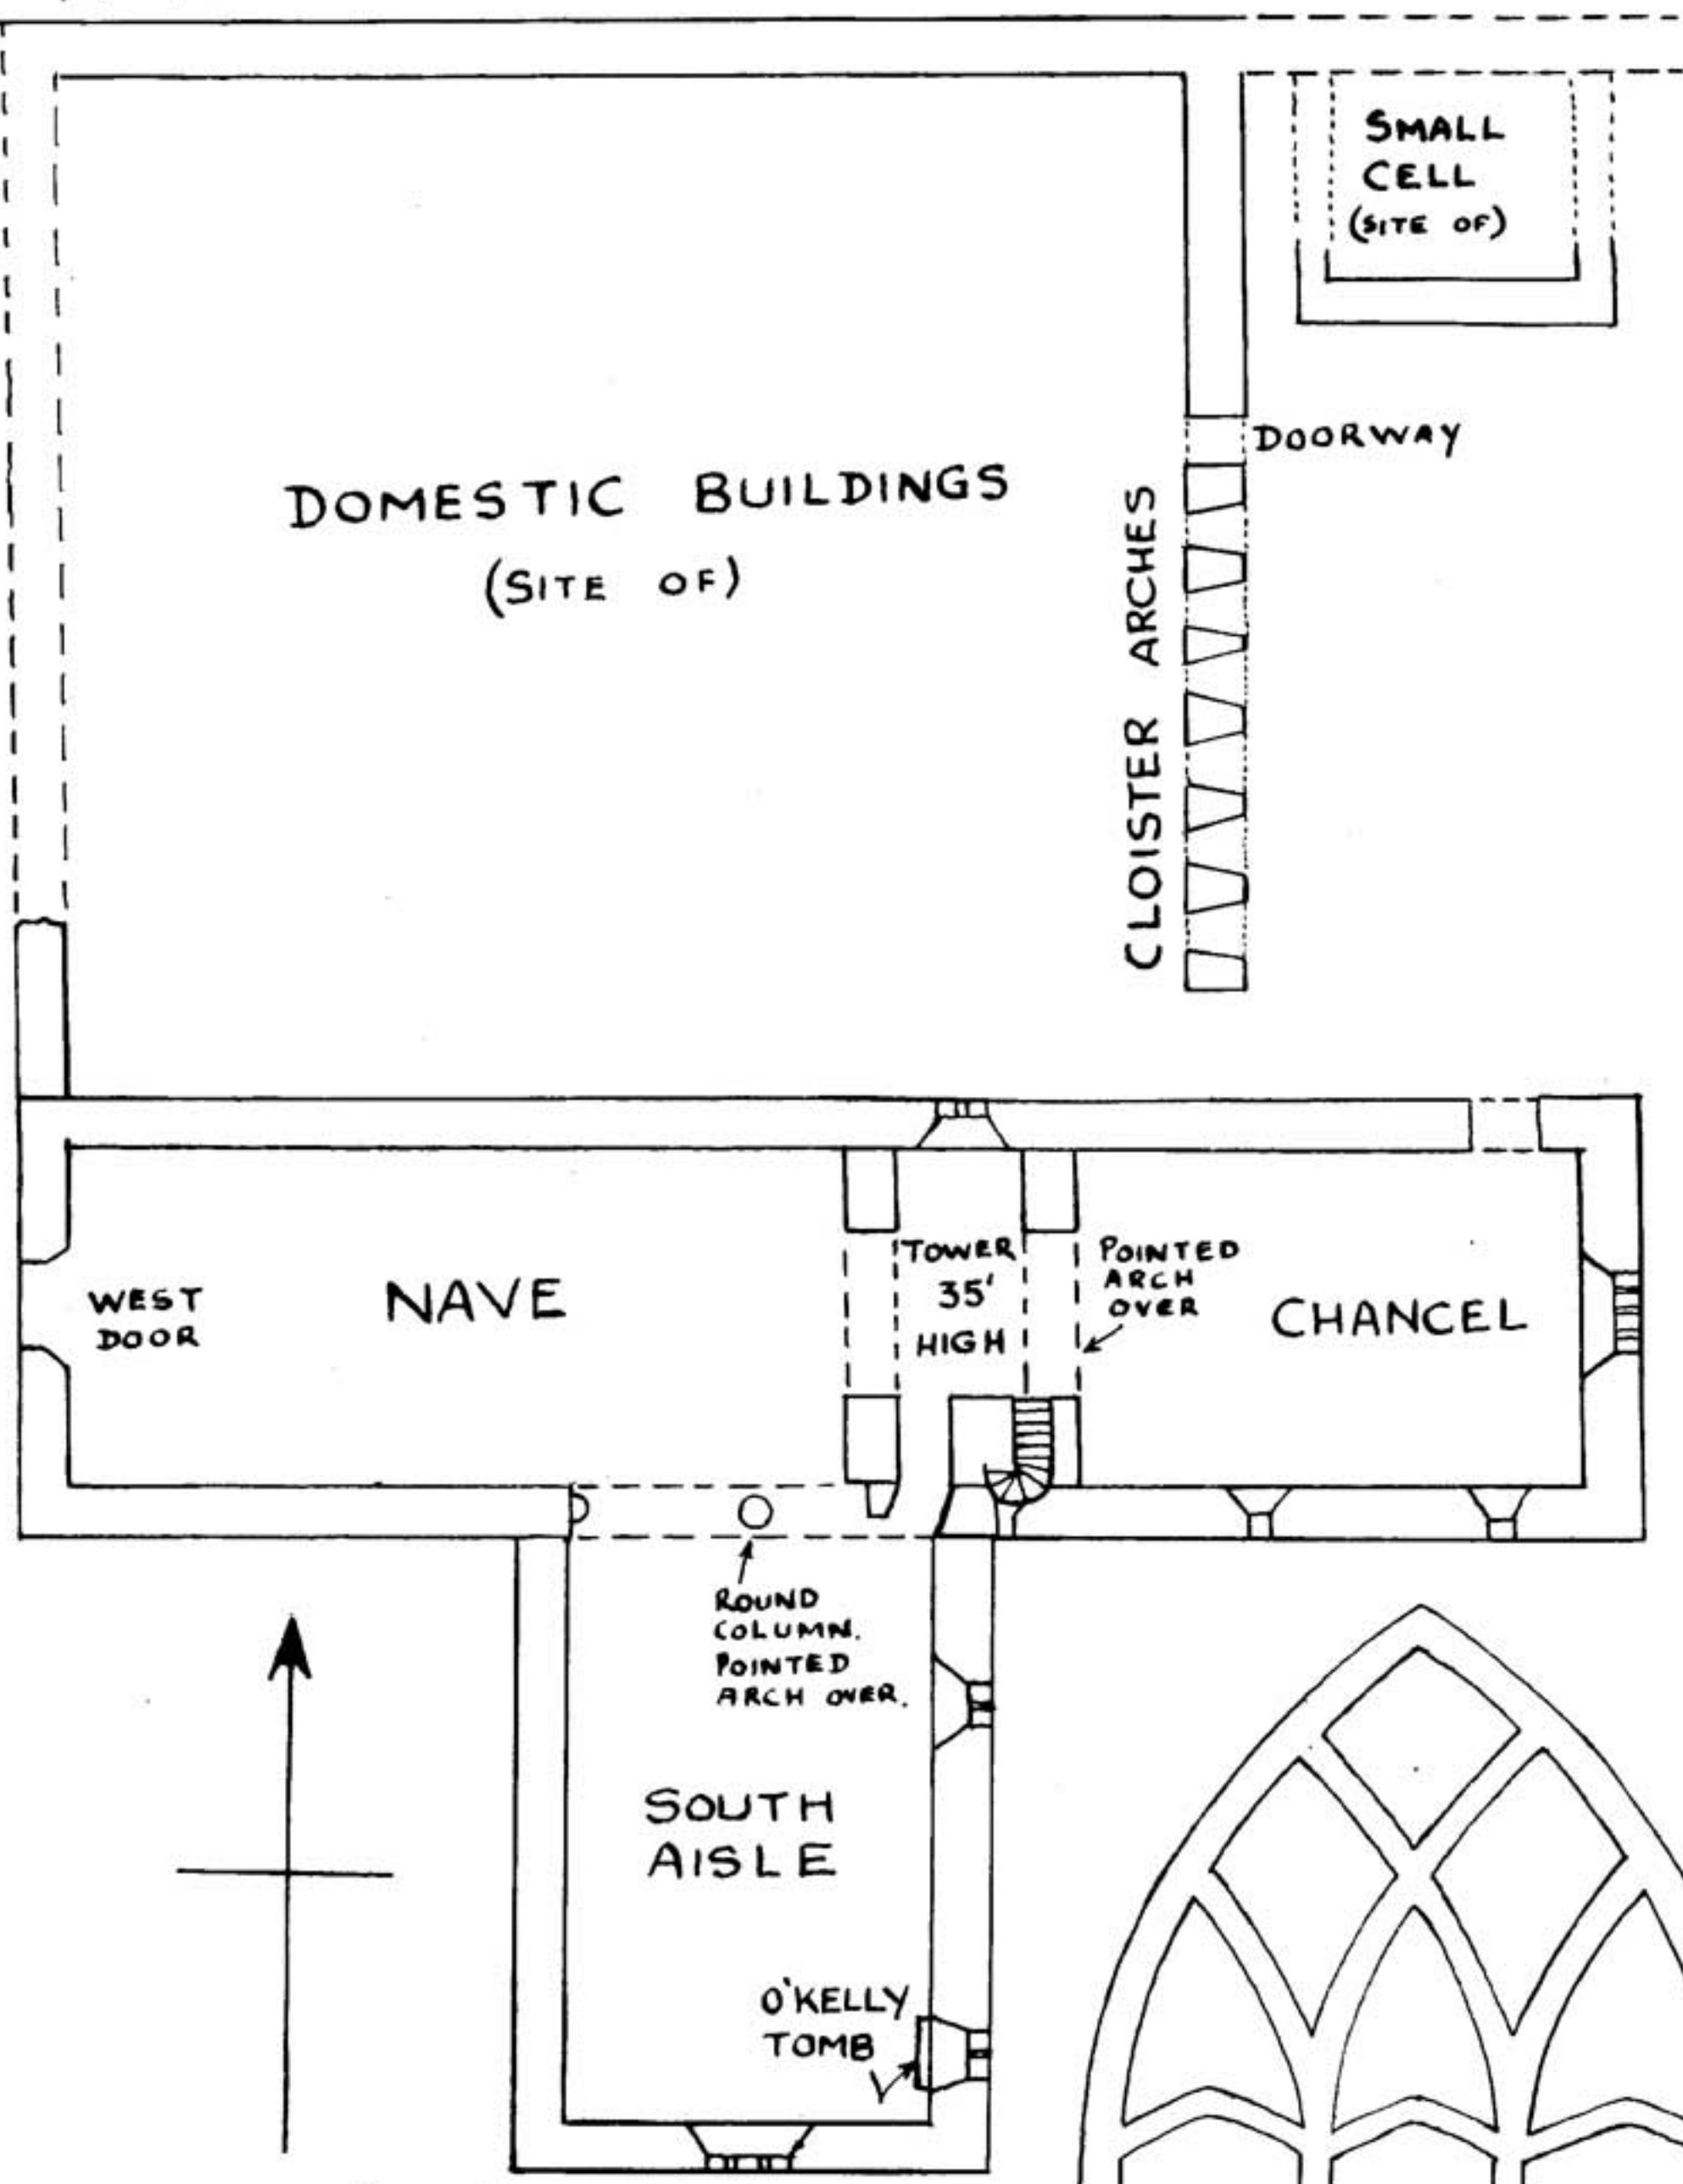 SMALL
CELL
(SITE OF)
DOORWAY
DOMESTIC BUILDINGS
(SITE OF)
CLOISTER ARCHES
WEST
DOOR
NAVE
TOWER
35'
HIGH
POINTED
ARCH
OVER
CHANCEL
ROUND
COLUMN.
POINTED
ARCH OVER.
SOUTH
AISLE
O'KELLY
TOMB